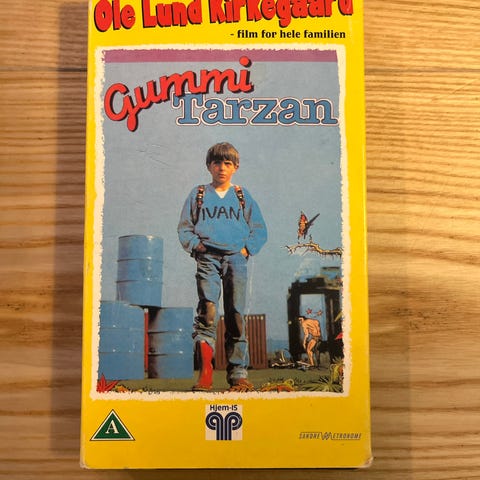 Ole Lund Kirkegaard
- film for hele familien
Gummi
Tarzan
IVAN
Hjem-IS
A
SANDREW METRONOME